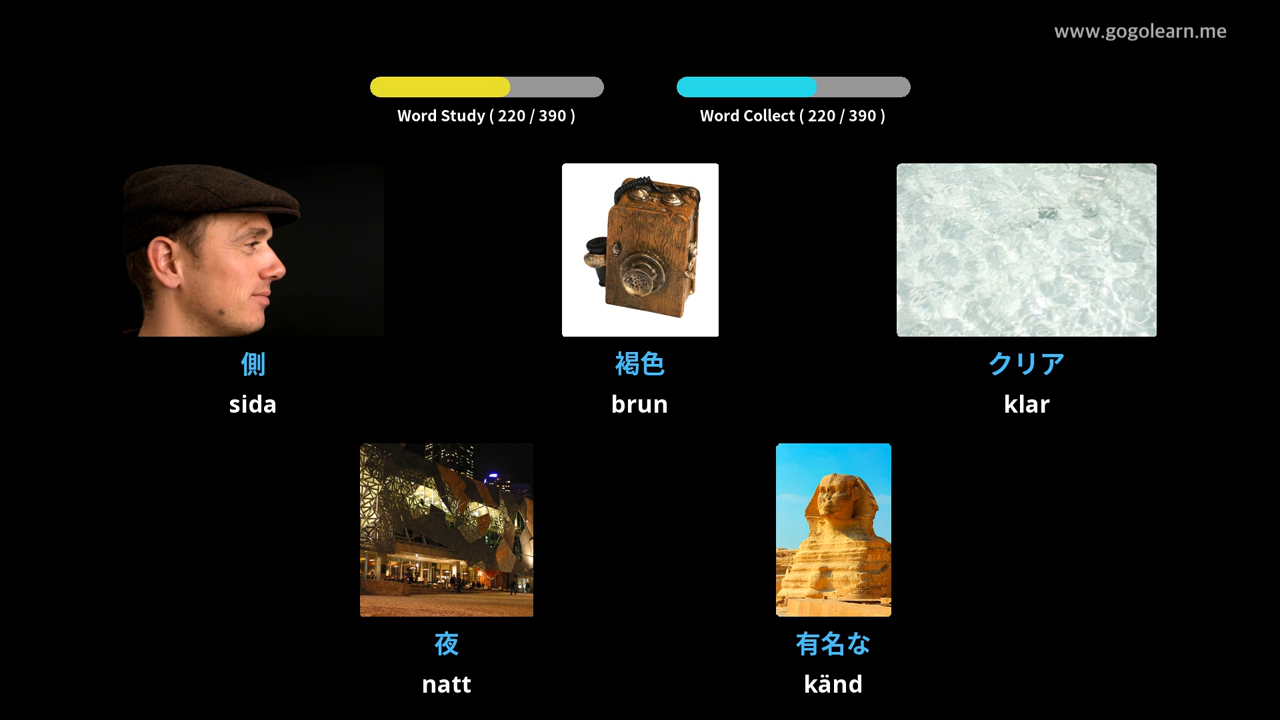 www.gogolearn.me
Word Study ( 220 / 390 )
Word Collect ( 220 / 390 )
側
sida
褐色
brun
クリア
klar
夜
natt
有名な
känd